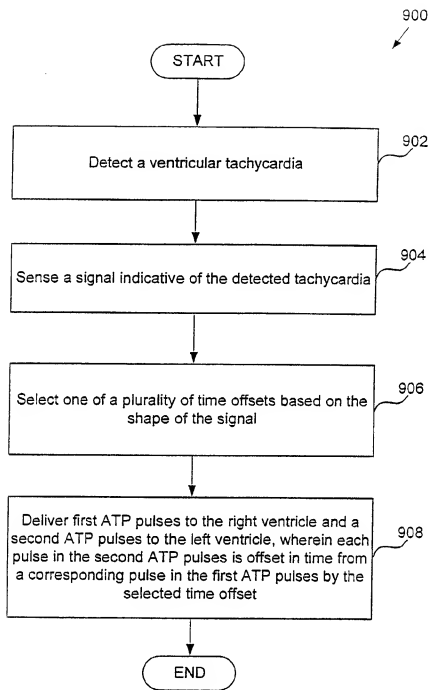 900
START
Detect a ventricular tachycardia
902
Sense a signal indicative of the detected tachycardia
904
Select one of a plurality of time offsets based on the
shape of the signal
906
Deliver first ATP pulses to the right ventricle and a
second ATP pulses to the left ventricle, wherein each
pulse in the second ATP pulses is offset in time from
a corresponding pulse in the first ATP pulses by the
selected time offset
908
END